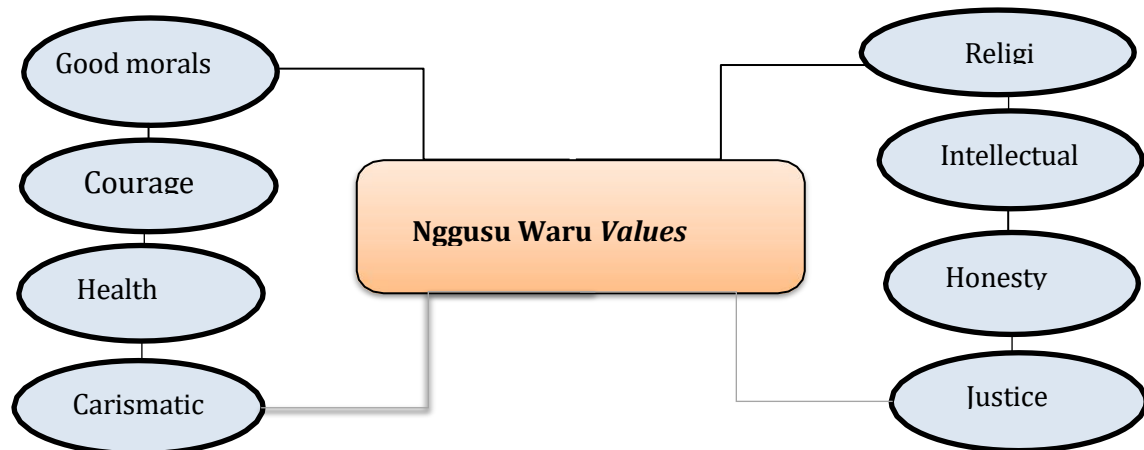 Good morals
Courage
Health
Carismatic
Nggusu Waru Values
Religi
Intellectual
Honesty
Justice